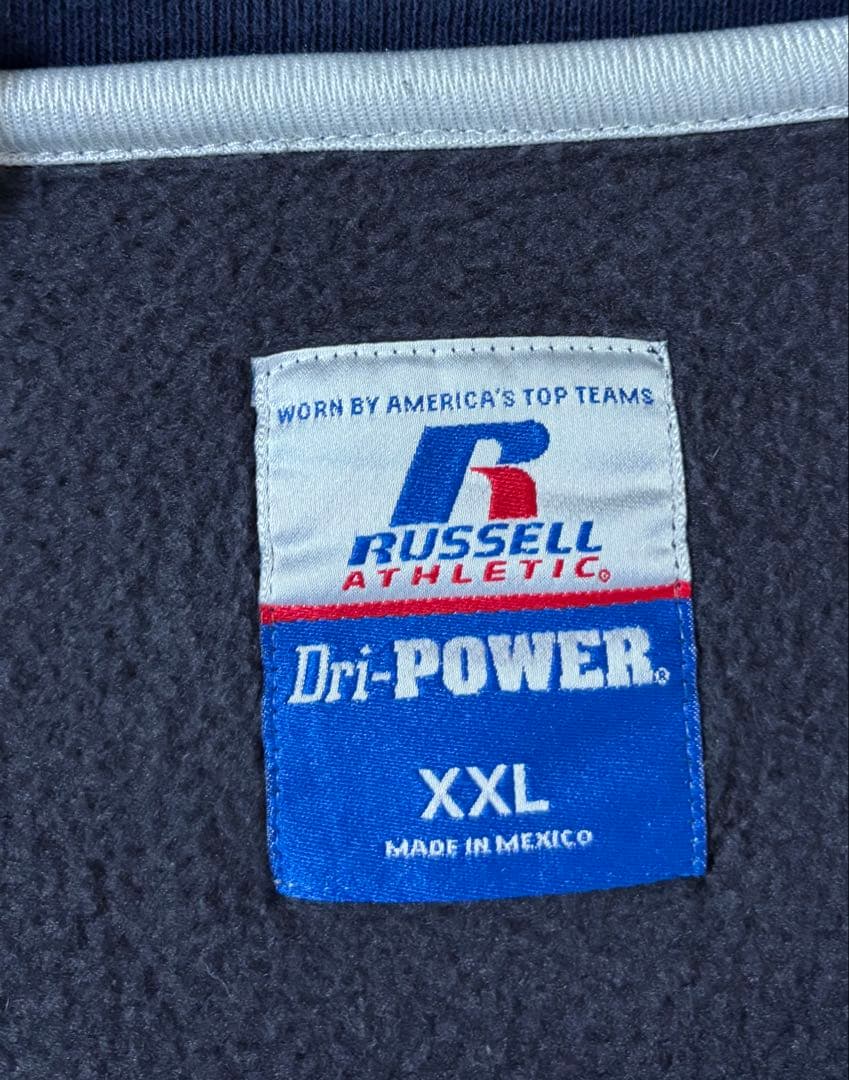 WORN BY AMERICA'S TOP TEAMS
R
RUSSELL
ATHLETIC®
Dri-POWER®
XXL
MADE IN MEXICO